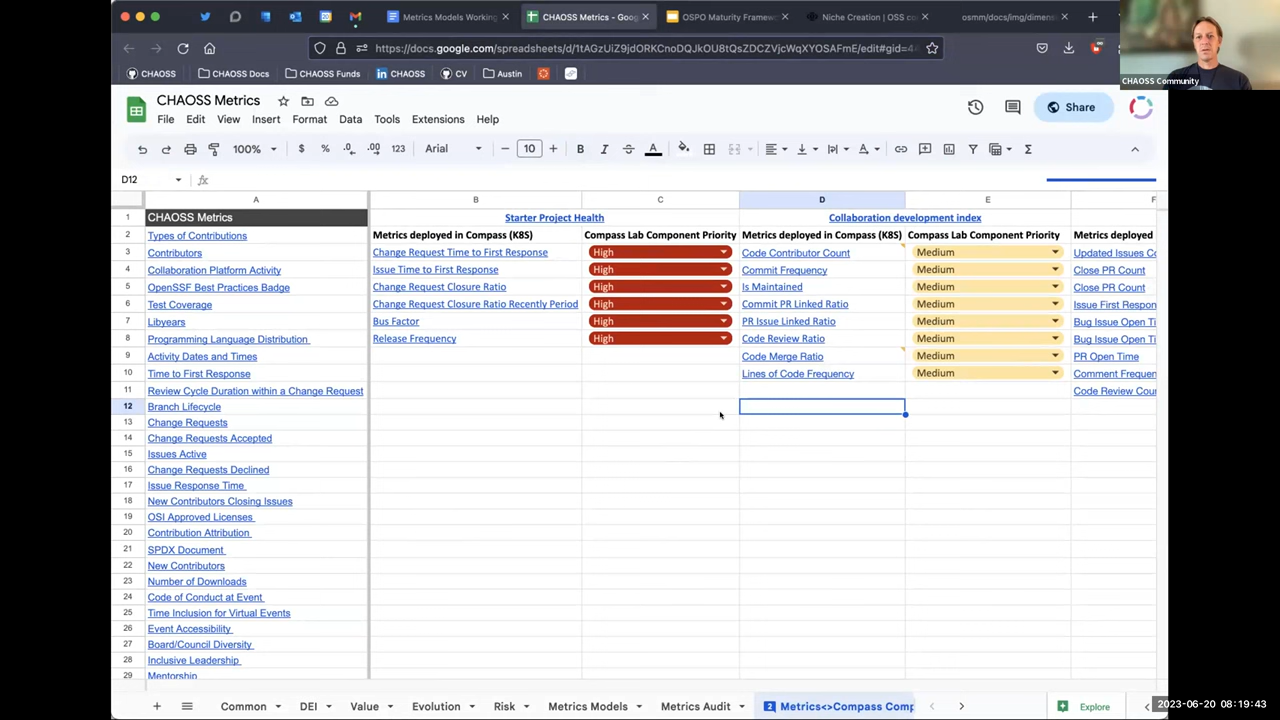 Metrics Models Working
CHAOSS Metrics - Goo
OSPO Maturity Framew
Niche Creation | OSS co
osmm/docs/img/dimens
https://docs.google.com/spreadsheets/d/1tAGzUiZ9jdORKCnoDQJkOU8tQsZDCZVjcWqXYOSAFmE/edit#gid=4
CHAOSS
CHAOSS Docs
CHAOSS Funds
CHAOSS
CV
Austin
CHAOSS Community
CHAOSS Metrics
File Edit View Insert Format Data Tools Extensions Help
Share
100% $ % .0 .00 123 Arial 10 B I S A
D12 fx
A B C D E F
1 CHAOSS Metrics Starter Project Health Collaboration development index
2 Types of Contributions Metrics deployed in Compass (K8S) Compass Lab Component Priority Metrics deployed in Compass (K8S) Compass Lab Component Priority Metrics deployed
3 Contributors Change Request Time to First Response High Code Contributor Count Medium Updated Issues Co
4 Collaboration Platform Activity Issue Time to First Response High Commit Frequency Medium Close PR Count
5 OpenSSF Best Practices Badge Change Request Closure Ratio High Is Maintained Medium Close PR Count
6 Test Coverage Change Request Closure Ratio Recently Period High Commit PR Linked Ratio Medium Issue First Respon
7 Libyears Bus Factor High PR Issue Linked Ratio Medium Bug Issue Open Ti
8 Programming Language Distribution Release Frequency High Code Review Ratio Medium Bug Issue Open Ti
9 Activity Dates and Times Code Merge Ratio Medium PR Open Time
10 Time to First Response Lines of Code Frequency Medium Comment Frequen
11 Review Cycle Duration within a Change Request Code Review Cou
12 Branch Lifecycle
13 Change Requests
14 Change Requests Accepted
15 Issues Active
16 Change Requests Declined
17 Issue Response Time
18 New Contributors Closing Issues
19 OSI Approved Licenses
20 Contribution Attribution
21 SPDX Document
22 New Contributors
23 Number of Downloads
24 Code of Conduct at Event
25 Time Inclusion for Virtual Events
26 Event Accessibility
27 Board/Council Diversity
28 Inclusive Leadership
29 Mentorship
Common DEI Value Evolution Risk Metrics Models Metrics Audit 2 Metrics<>Compass Comp Explore
2023-06-20 08:19:43